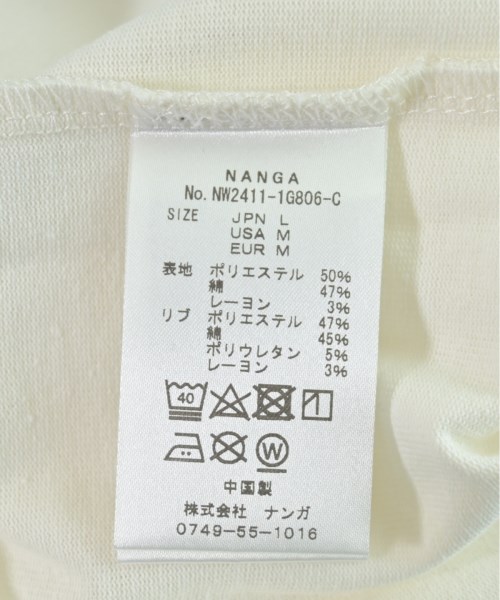 NANGA
No. NW2411-1G806-C
SIZE JPN L
USA M
EUR M
表地 ポリエステル 50%
綿 47%
レーヨン 3%
リブ ポリエステル 47%
綿 45%
ポリウレタン 5%
レーヨン 3%
40
W
中国製
株式会社 ナンガ
0749-55-1016